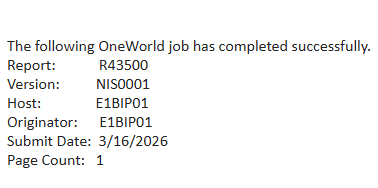 The following OneWorld job has completed successfully.
Report: R43500
Version: NIS0001
Host: E1BIP01
Originator: E1BIP01
Submit Date: 3/16/2026
Page Count: 1